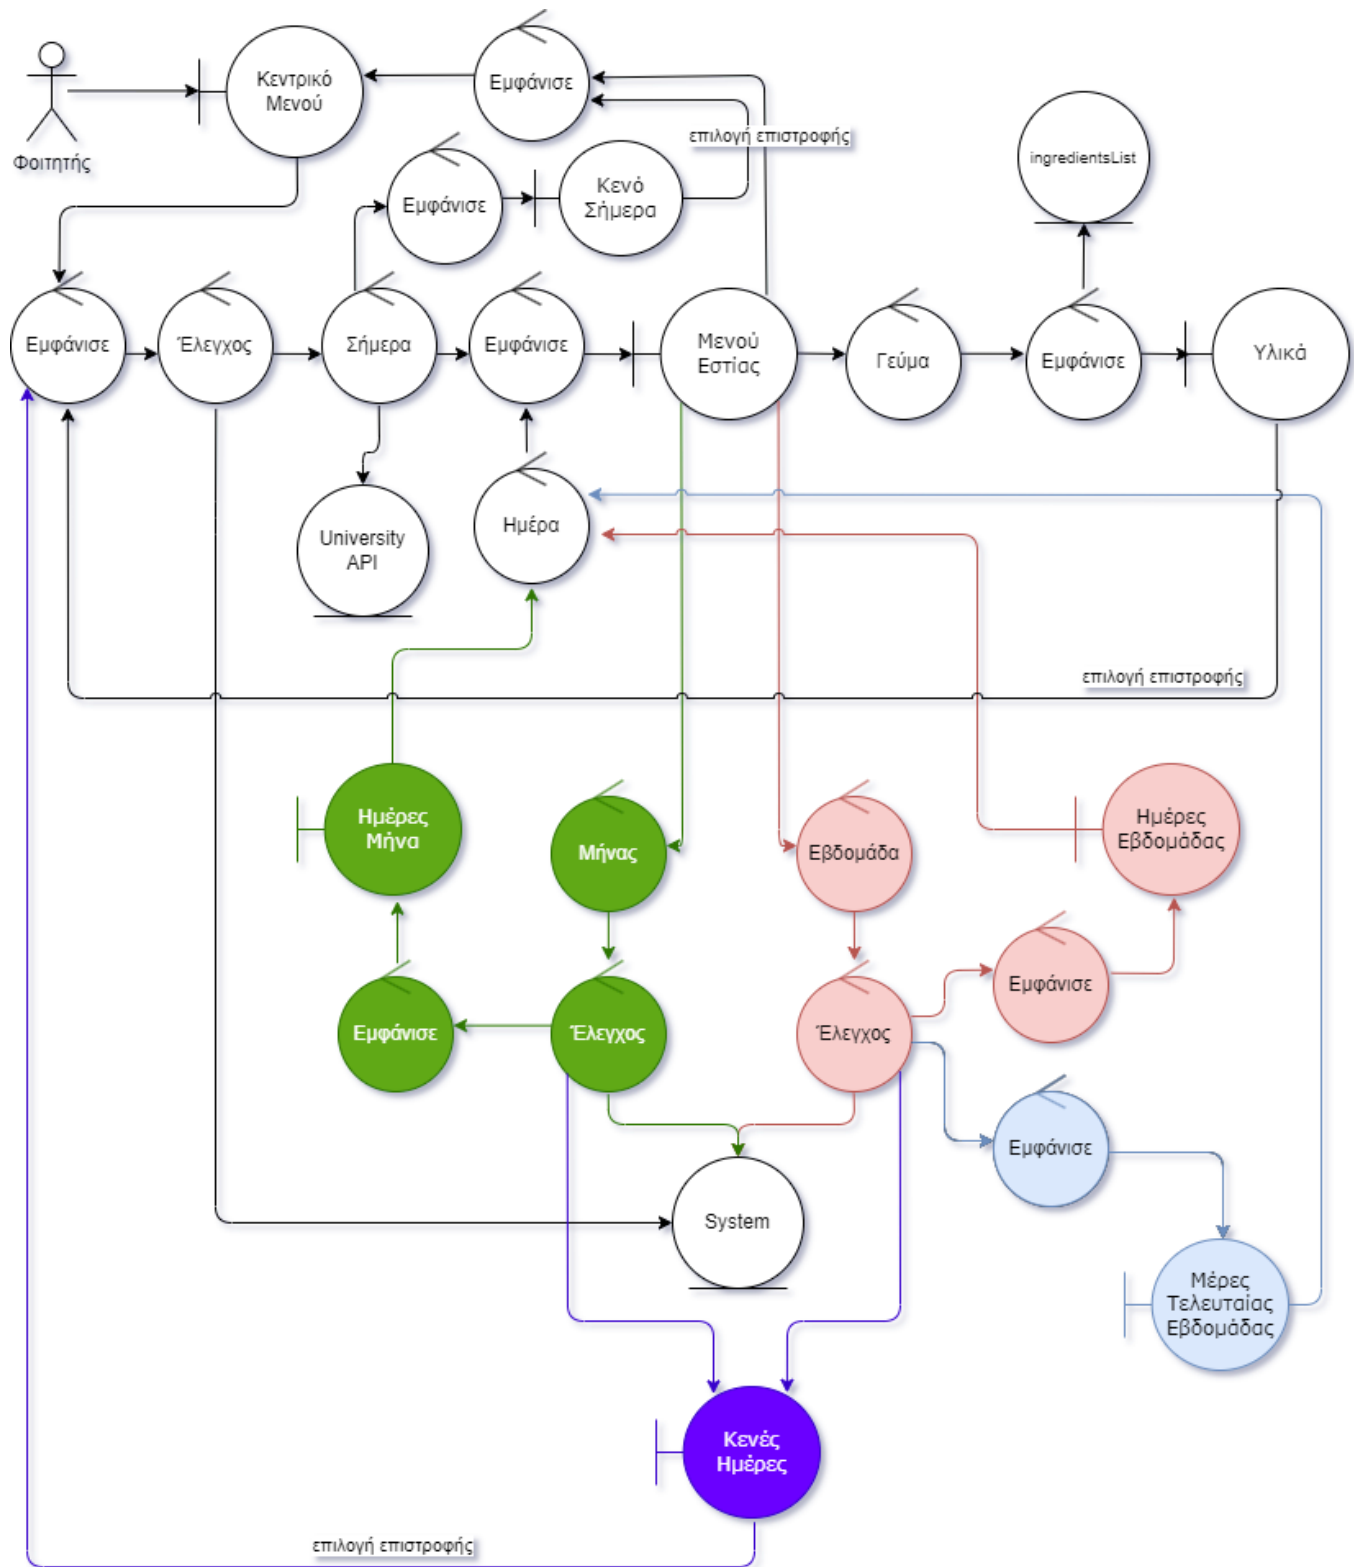 Κεντρικό
Μενού
Εμφάνισε
Φοιτητής
επιλογή επιστροφής
Εμφάνισε
Κενό
Σήμερα
ingredientsList
Εμφάνισε
Έλεγχος
Σήμερα
Εμφάνισε
Μενού
Εστίας
Γεύμα
Εμφάνισε
Υλικά
University
API
Ημέρα
επιλογή επιστροφής
Ημέρες
Μήνα
Μήνας
Εβδομάδα
Ημέρες
Εβδομάδας
Εμφάνισε
Έλεγχος
Έλεγχος
Εμφάνισε
Εμφάνισε
System
Μέρες
Τελευταίας
Εβδομάδας
Κενές
Ημέρες
επιλογή επιστροφής